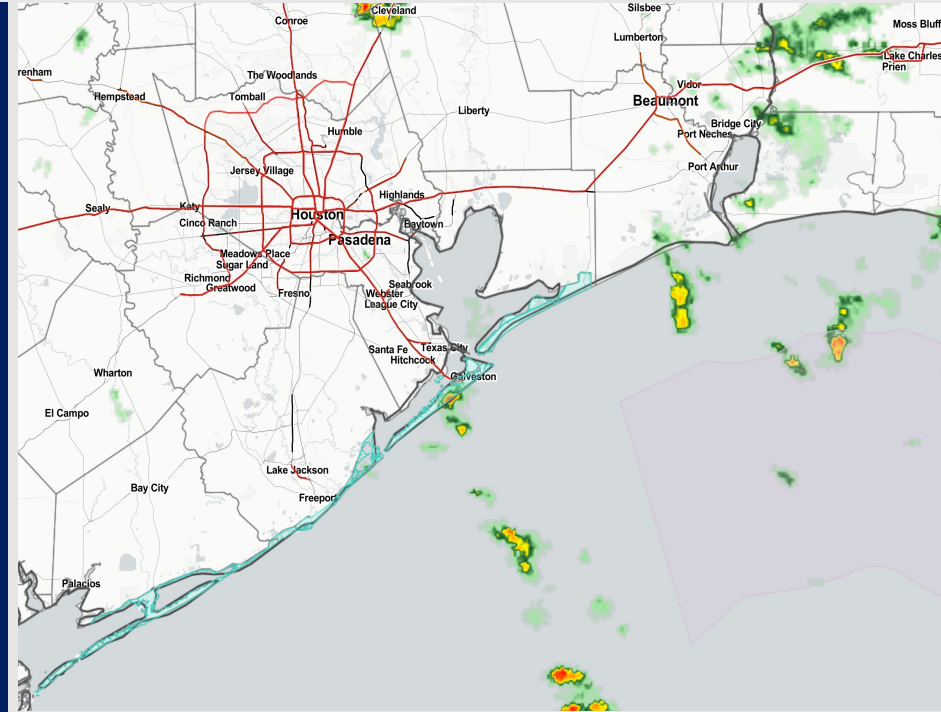 Cleveland
Silsbee
Conroe
Moss Bluff
Lumberton
Lake Charles
Prien
renham
The Woodlands
Vidor
Hempstead
Tomball
Beaumont
Liberty
Humble
Bridge City
Port Neches
Jersey Village
Port Arthur
Highlands
Sealy
Katy
Houston
Cinco Ranch
Baytown
Pasadena
Meadows Place
Sugar Land
Richmond
Greatwood
Seabrook
Fresno
Webster
League City
Santa Fe
Texas City
Hitchcock
Wharton
Galveston
El Campo
Lake Jackson
Bay City
Freeport
Palacios